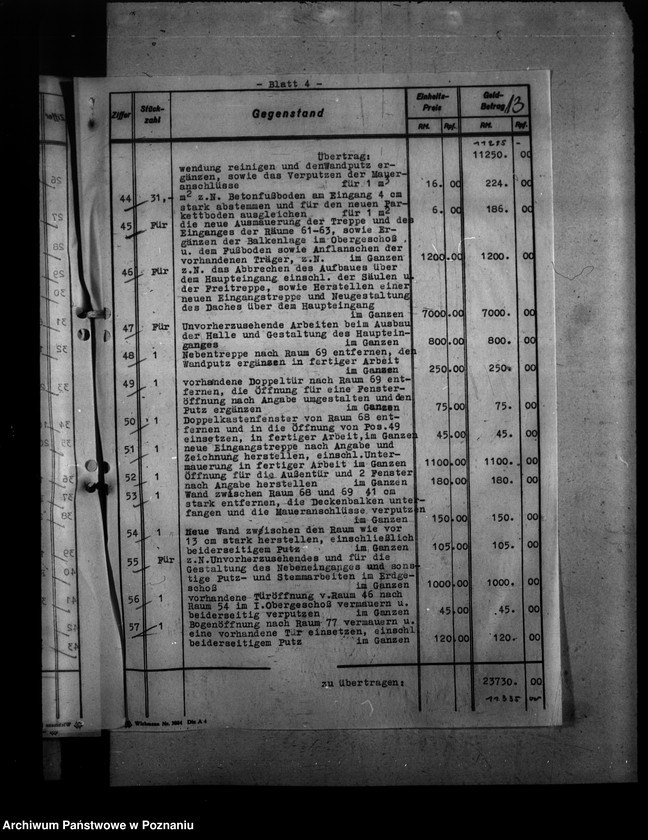 - Blatt 4 -
Ziffer Stück-zahl Gegenstand Einheits-Preis Geld-Betrag 13
RM. Rpf. RM. Rpf.
Übertrag: 11250. 00
wendung reinigen und denWandputz er-
gänzen, sowie das Verputzen der Mauer-
anschlüsse für 1 m³ 16. 00 224. 00
44 31,- m² z.N. Betonfußboden am Eingang 4 cm
stark abstemmen und für den neuen Par-
kettboden ausgleichen für 1 m² 6. 00 186. 00
45 Für die neue Ausmauerung der Treppe und des
Einganges der Räume 61-63, sowie Er-
gänzen der Balkenlage im Obergeschoß .
u. dem Fußboden sowie Anflanschen der
vorhandenen Träger, z.N. im Ganzen 1200.00 1200. 00
46 Für z.N. das Abbrechen des Aufbaues über
dem Haupteingang einschl. der Säulen u.
der Freitreppe, sowie Herstellen einer
neuen Eingangstreppe und Neugestaltung
des Daches über dem Haupteingang
im Ganzen 7000.00 7000. 00
47 Für Unvorherzusehende Arbeiten beim Ausbau
der Halle und Gestaltung des Hauptein-
ganges im Ganzen 800.00 800. 00
48 1 Nebentreppe nach Raum 69 entfernen, den
Wandputz ergänzen in fertiger Arbeit
im Ganzen 250.00 250. 00
49 1 vorhandene Doppeltür nach Raum 69 ent-
fernen, die Öffnung für eine Fenster-
öffnung nach Angabe umgestalten und den
Putz ergänzen im Ganzen 75.00 75. 00
50 1 Doppelkastenfenster von Raum 68 ent-
fernen und in die Öffnung von Pos.49
einsetzen, in fertiger Arbeit,im Ganzen 45.00 45. 00
51 1 neue Eingangstreppe nach Angabe und
Zeichnung herstellen, einschl.Unter-
mauerung in fertiger Arbeit im Ganzen 1100.00 1100. 00
52 1 Öffnung für die Außentür und 2 Fenster
nach Angabe herstellen im Ganzen 180.00 180. 00
53 1 Wand zwischen Raum 68 und 69 41 cm
stark entfernen, die Deckenbalken unter-
fangen und die Maueranschlüsse verputzen
im Ganzen 150.00 150. 00
54 1 Neue Wand zwischen den Raum wie vor
13 cm stark herstellen, einschließlich
beiderseitigem Putz im Ganzen 105.00 105. 00
55 Für z.N.Unvorherzusehendes und für die
Gestaltung des Nebeneinganges und sons-
tige Putz- und Stemmarbeiten im Erdge-
schoß im Ganzen 1000.00 1000. 00
56 1 vorhandene Türöffnung v.Raum 46 nach
Raum 54 im I.Obergeschoß vermauern u.
beiderseitig verputzen im Ganzen 45.00 45. 00
57 1 Bogenöffnung nach Raum 77 vermauern u.
eine vorhandene Tür einsetzen, einschl
beiderseitigem Putz im Ganzen 120.00 120. 00
zu übertragen: 23730. 00
Din A 4
Archiwum Państwowe w Poznaniu